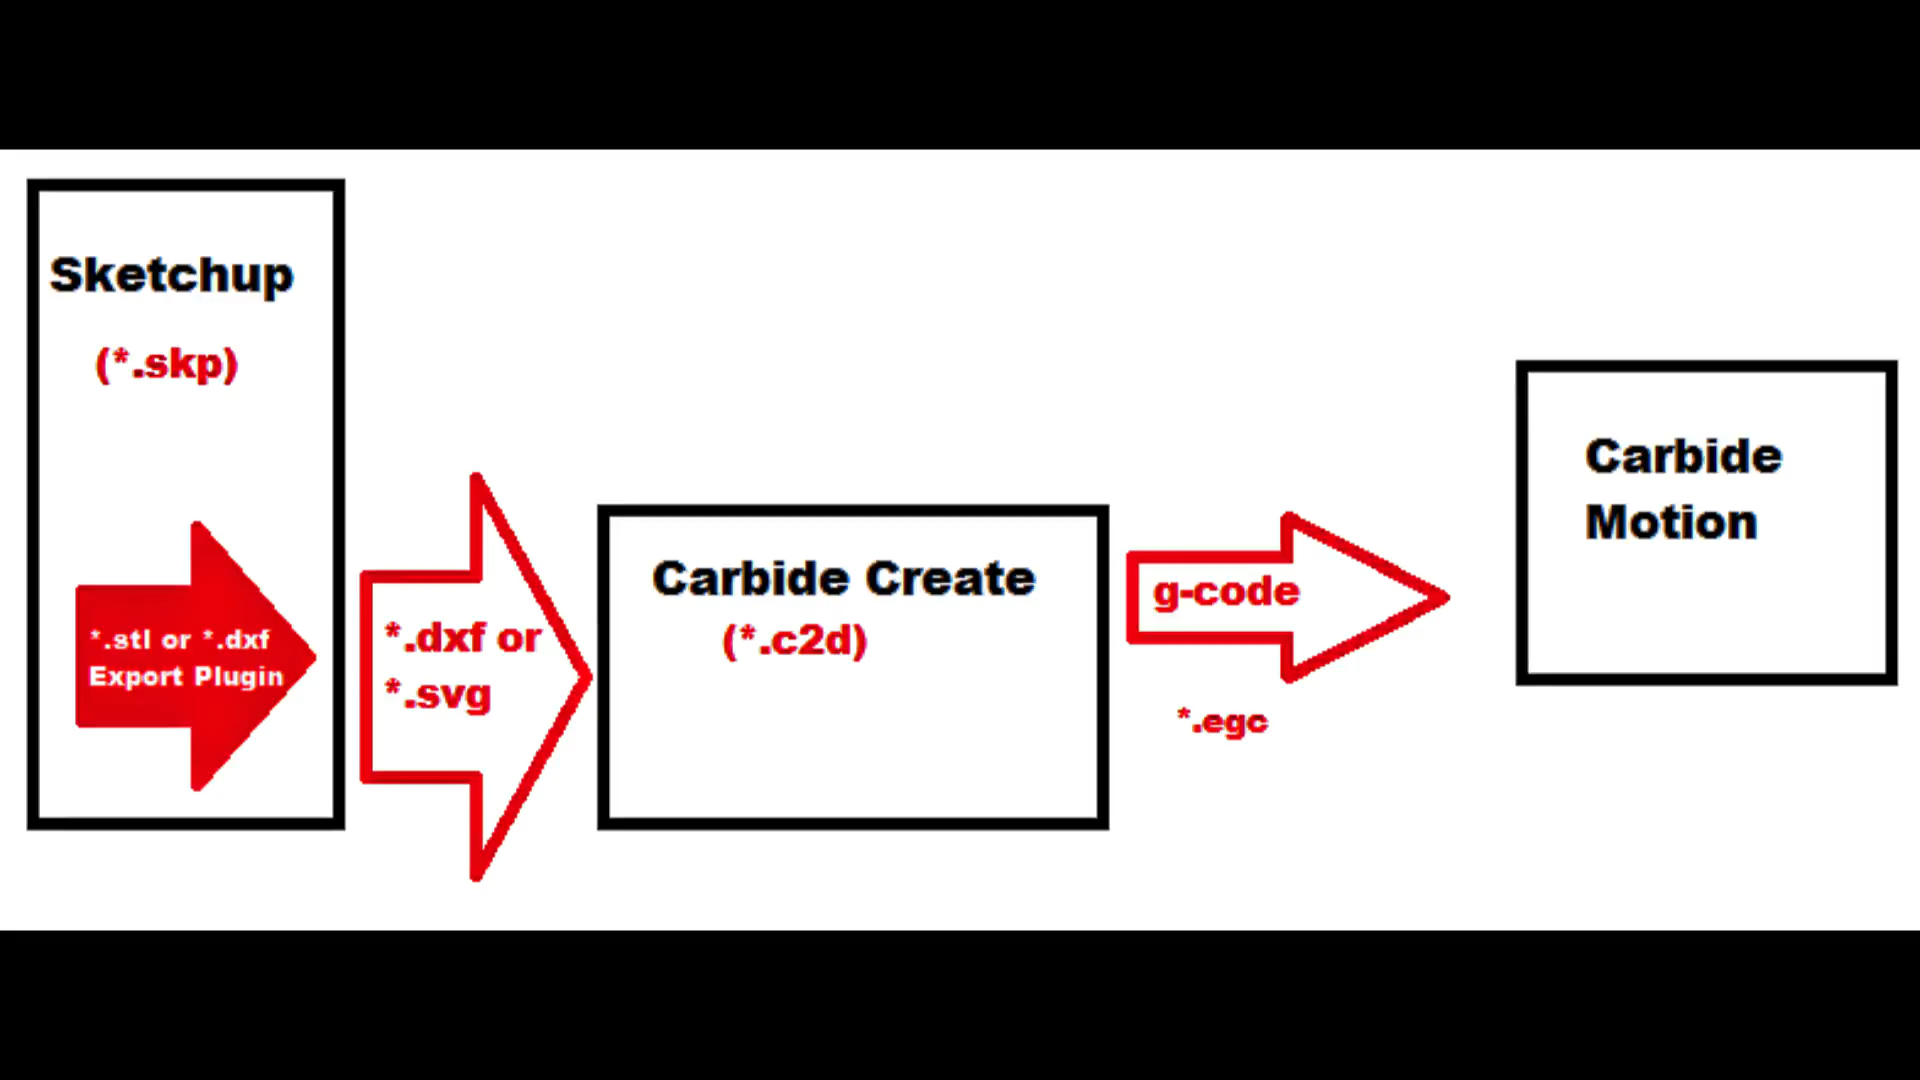 Sketchup
(*.skp)
*.stl or *.dxf
Export Plugin
*.dxf or
*.svg
Carbide Create
(*.c2d)
g-code
*.egc
Carbide
Motion